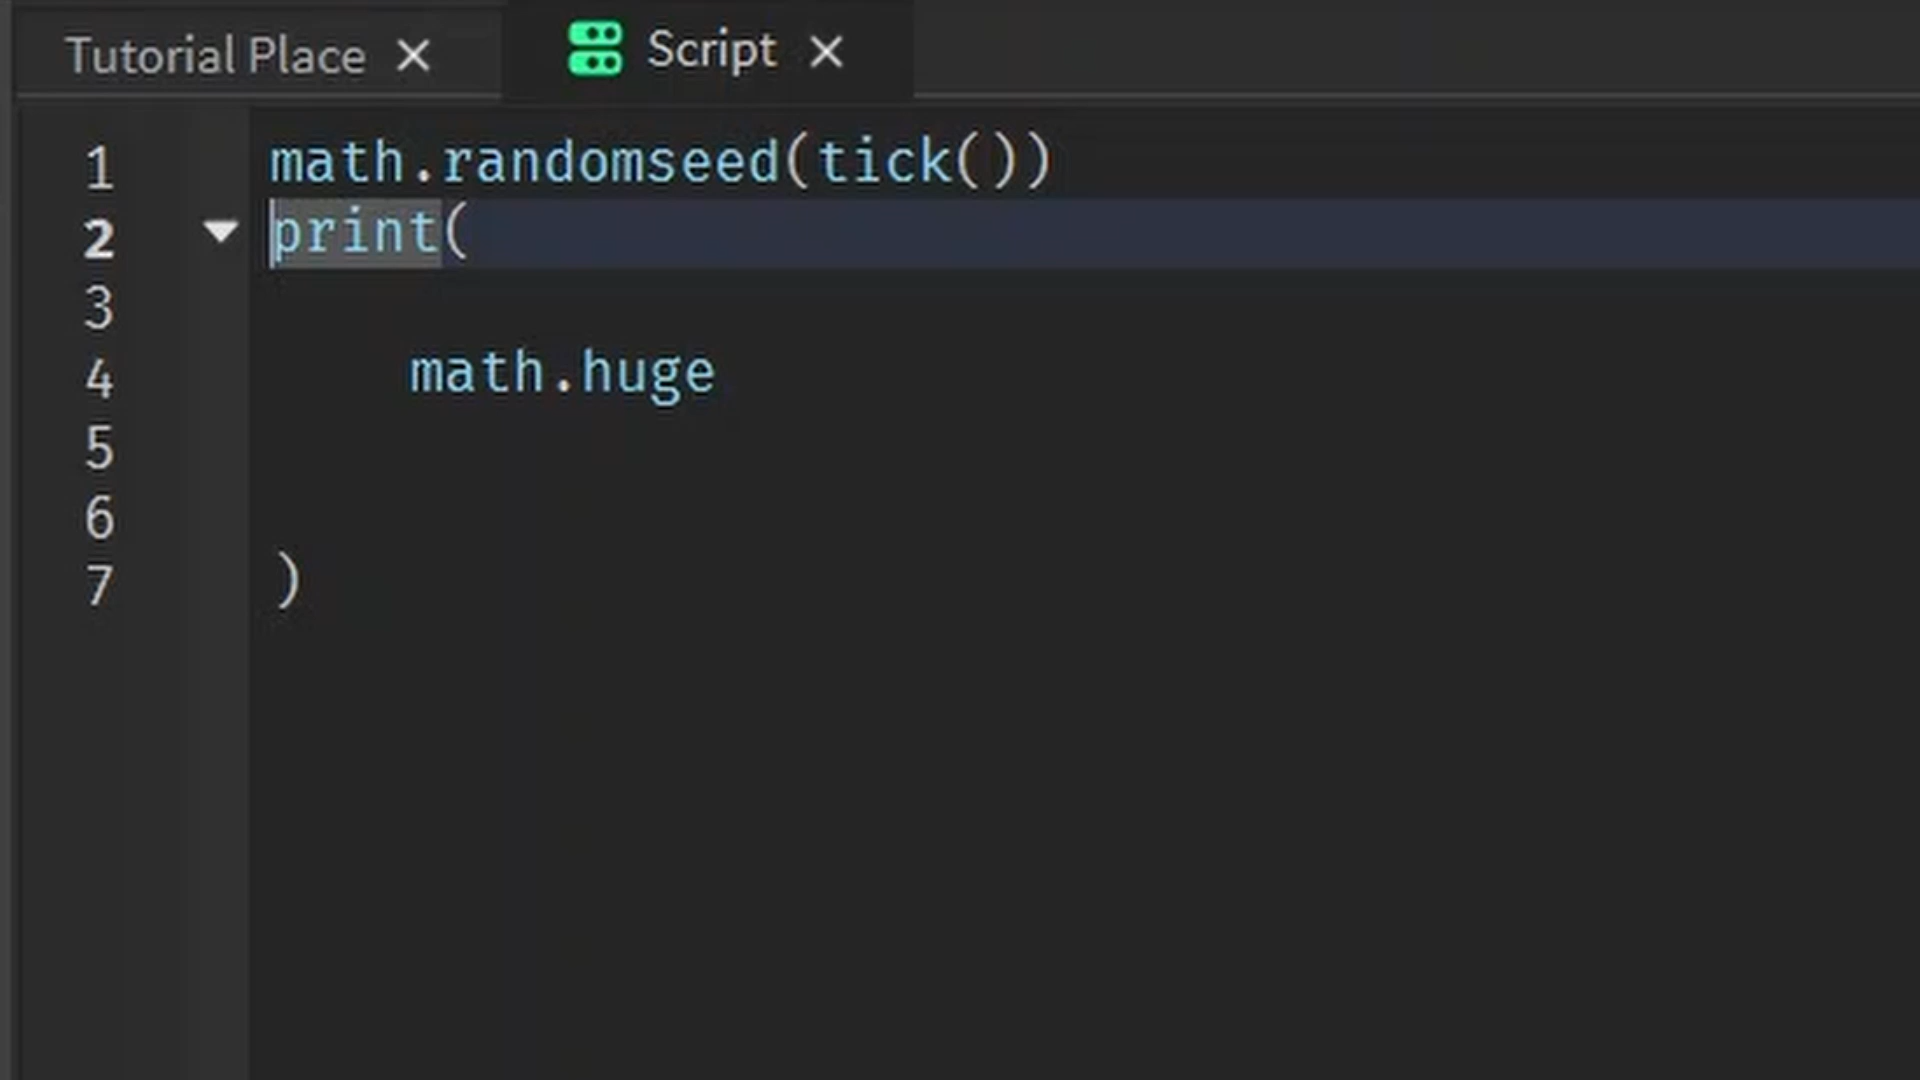 Tutorial Place × Script ×
1 math.randomseed(tick())
2 print(
3
4 math.huge
5
6
7 )